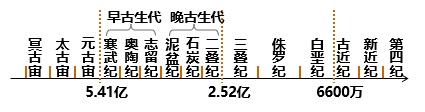 早古生代 晚古生代
冥古宙 太古宙 元古宙 寒武纪 奥陶纪 志留纪 泥盆纪 石炭纪 二叠纪 三叠纪 侏罗纪 白垩纪 古近纪 新近纪 第四纪
5.41亿 2.52亿 6600万